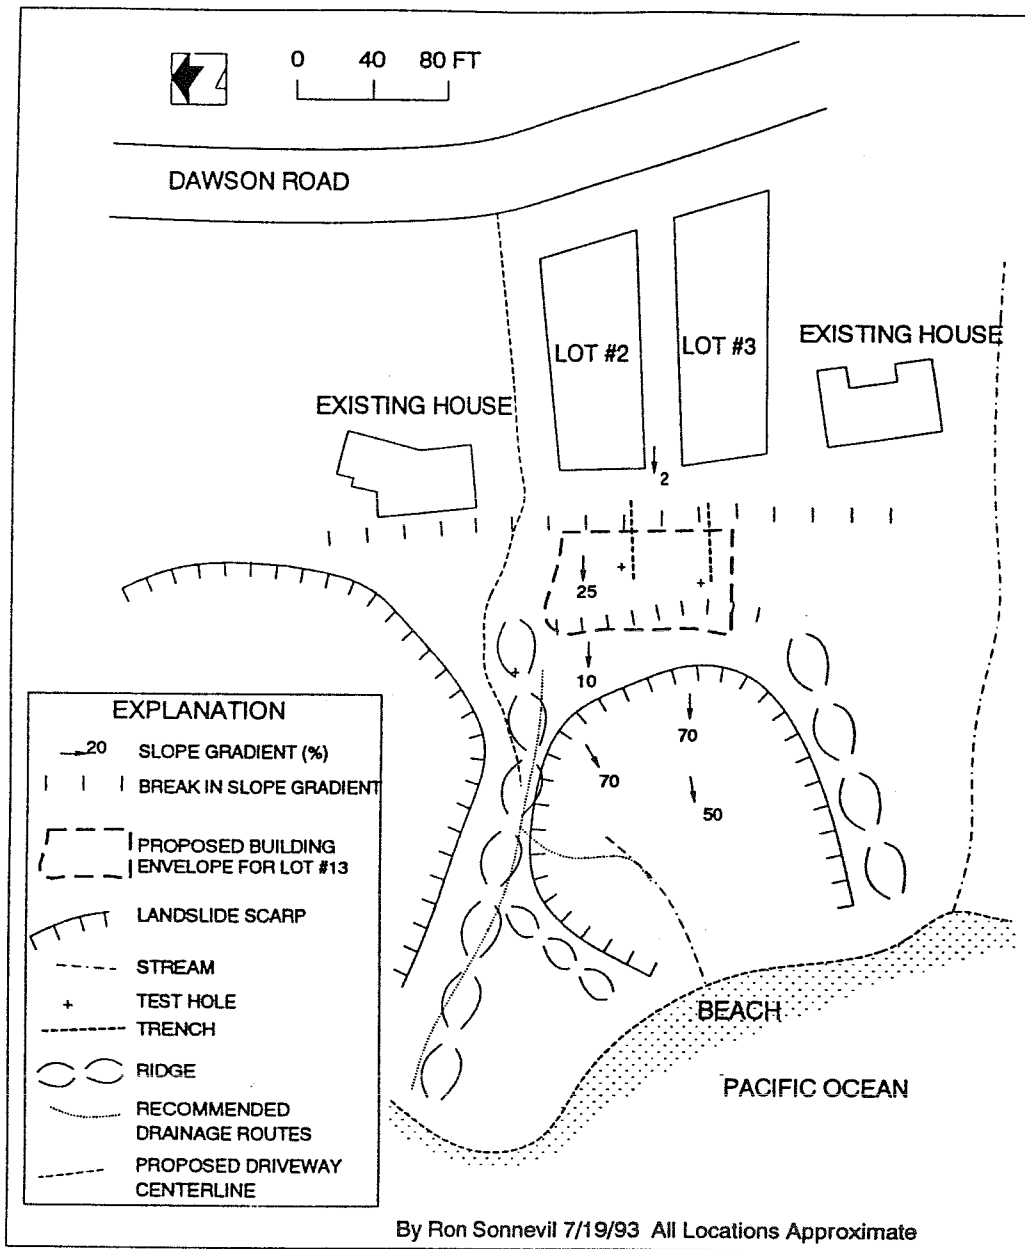 0 40 80 FT
DAWSON ROAD
LOT #2
LOT #3
EXISTING HOUSE
EXISTING HOUSE
2
25
10
70
70
50
EXPLANATION
20 SLOPE GRADIENT (%)
BREAK IN SLOPE GRADIENT
PROPOSED BUILDING
ENVELOPE FOR LOT #13
LANDSLIDE SCARP
STREAM
TEST HOLE
TRENCH
RIDGE
RECOMMENDED
DRAINAGE ROUTES
PROPOSED DRIVEWAY
CENTERLINE
BEACH
PACIFIC OCEAN
By Ron Sonnevil 7/19/93 All Locations Approximate